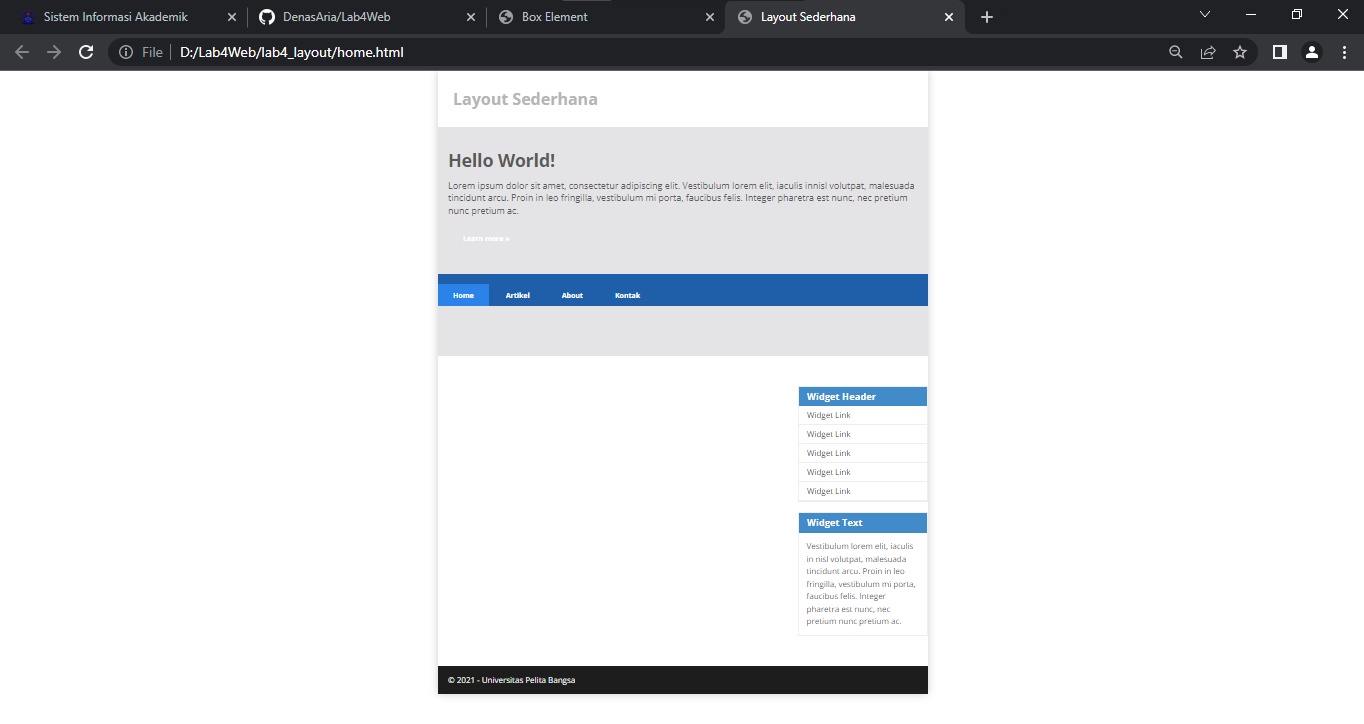 Sistem Informasi Akademik
DenasAria/Lab4Web
Box Element
Layout Sederhana
File
D:/Lab4Web/lab4_layout/home.html
Layout Sederhana
Hello World!
Lorem ipsum dolor sit amet, consectetur adipiscing elit. Vestibulum lorem elit, iaculis innisl volutpat, malesuada
tincidunt arcu. Proin in leo fringilla, vestibulum mi porta, faucibus felis. Integer pharetra est nunc, nec pretium
nunc pretium ac.
Learn more »
Home Artikel About Kontak
Widget Header
Widget Link
Widget Link
Widget Link
Widget Link
Widget Link
Widget Text
Vestibulum lorem elit, iaculis
in nisl volutpat, malesuada
tincidunt arcu. Proin in leo
fringilla, vestibulum mi porta,
faucibus felis. Integer
pharetra est nunc, nec
pretium nunc pretium ac.
© 2021 - Universitas Pelita Bangsa